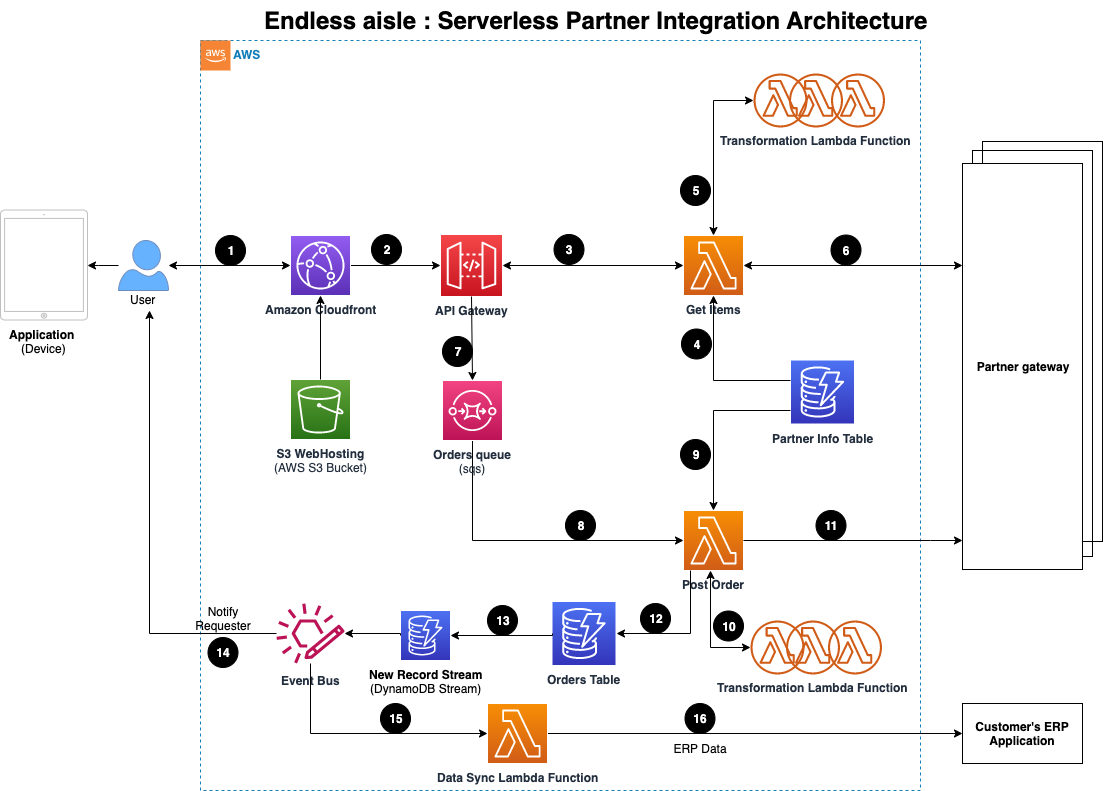 Endless aisle : Serverless Partner Integration Architecture
aws
AWS
Transformation Lambda Function
5
1
2
3
6
Amazon Cloudfront
API Gateway
Get Items
User
Application
(Device)
7
4
Partner gateway
Partner Info Table
S3 WebHosting
(AWS S3 Bucket)
Orders queue
(sqs)
9
8
11
Post Order
Notify
Requester
14
13
12
10
Event Bus
New Record Stream
(DynamoDB Stream)
Orders Table
Transformation Lambda Function
15
16
ERP Data
Customer's ERP
Application
Data Sync Lambda Function